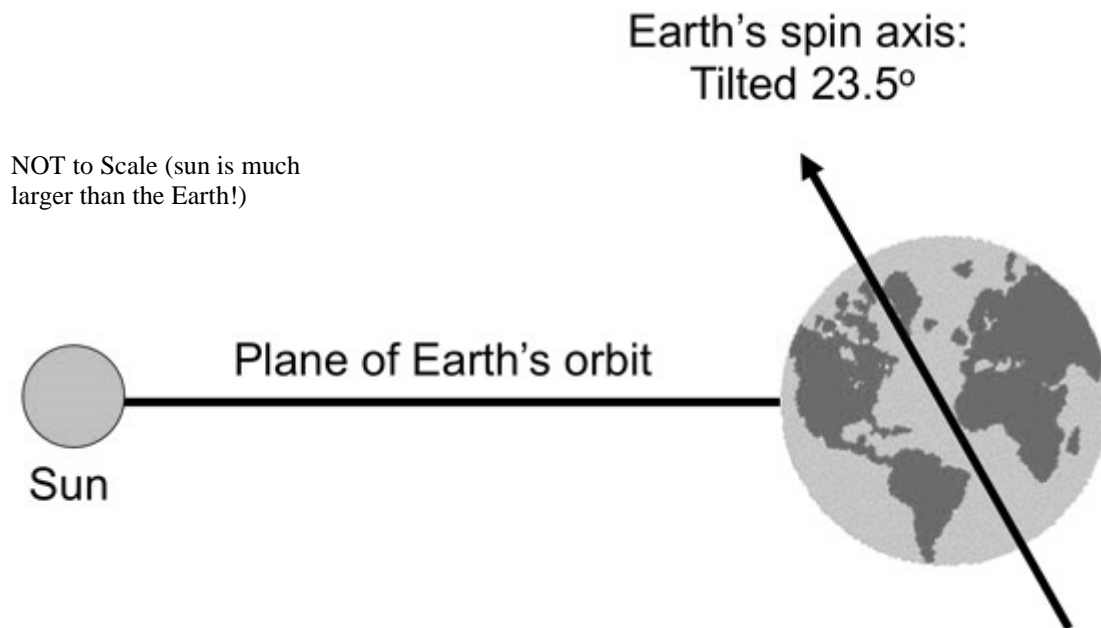 Earth's spin axis:
Tilted 23.5º
NOT to Scale (sun is much
larger than the Earth!)
Plane of Earth's orbit
Sun